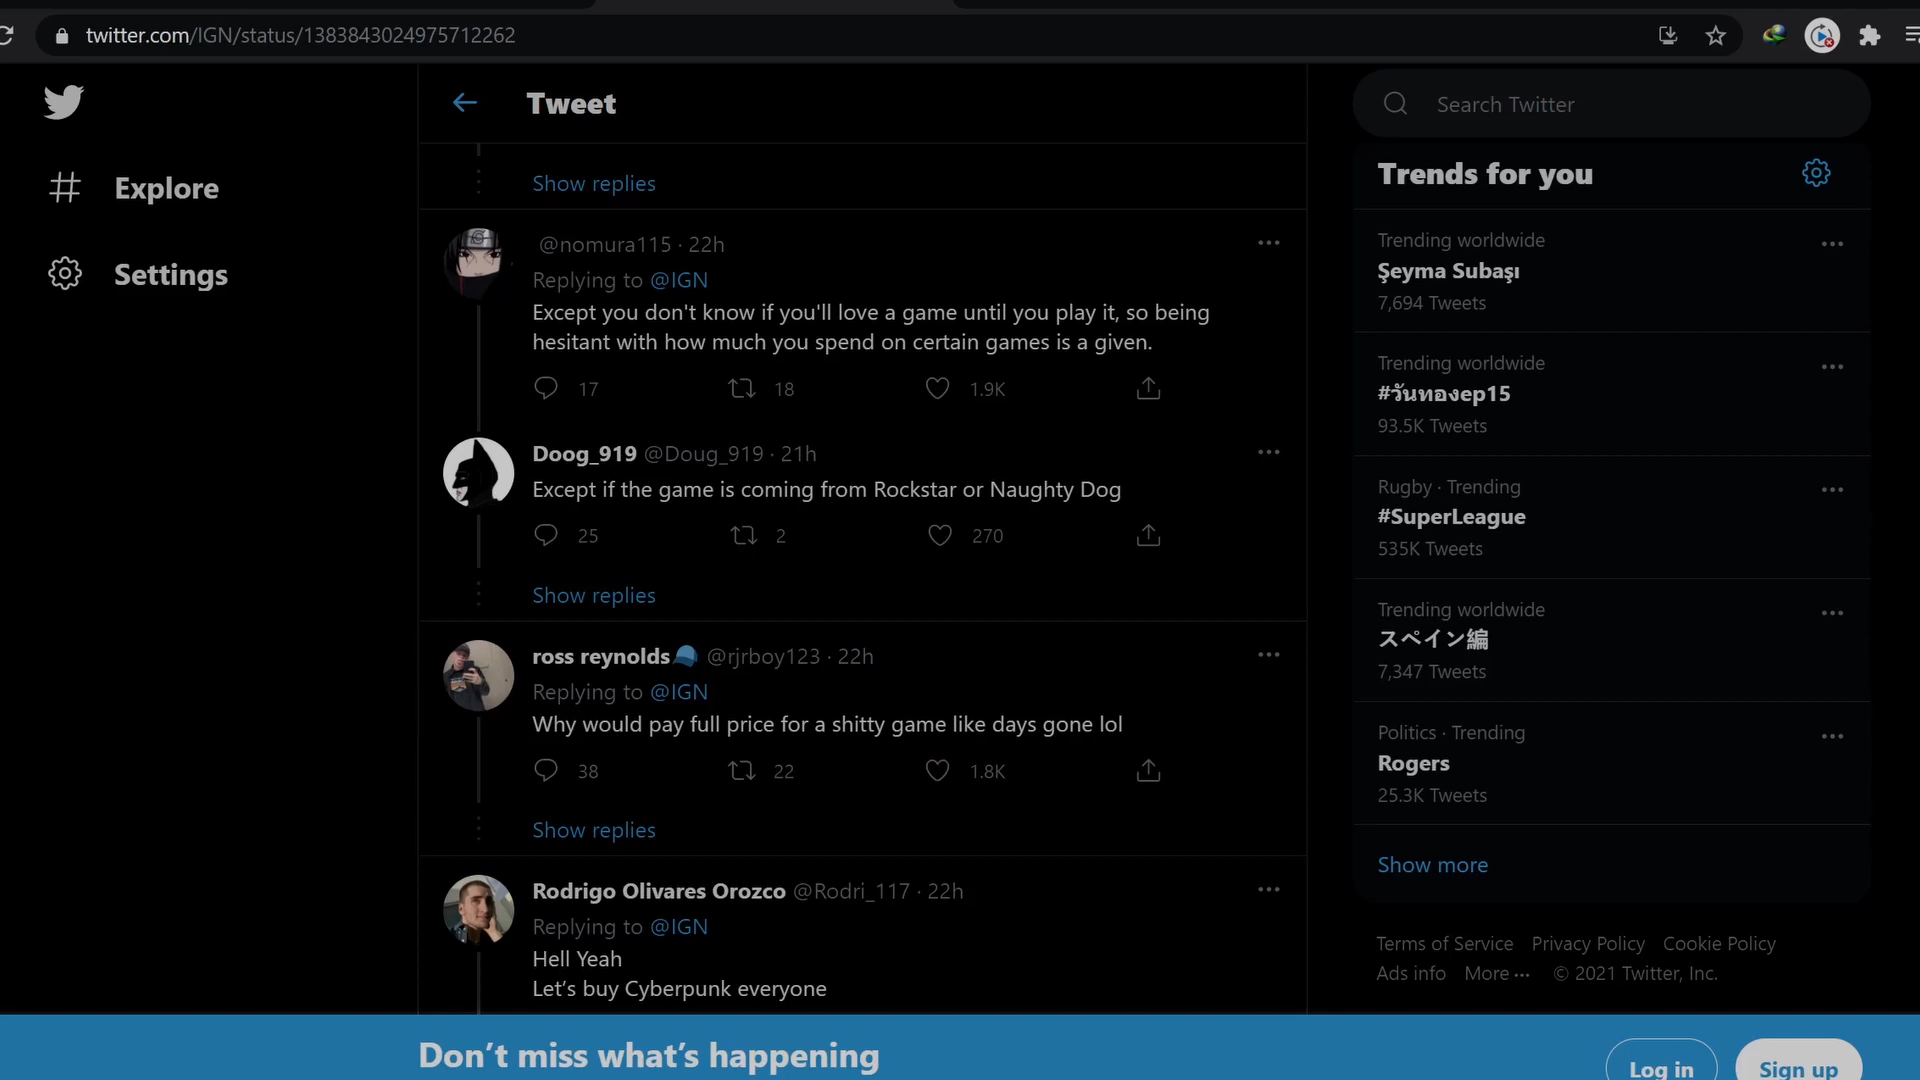 twitter.com/IGN/status/1383843024975712262
Tweet
Search Twitter
Explore
Settings
Show replies
@nomura115 · 22h
Replying to @IGN
Except you don't know if you'll love a game until you play it, so being
hesitant with how much you spend on certain games is a given.
17 18 1.9K
Doog_919 @Doug_919 · 21h
Except if the game is coming from Rockstar or Naughty Dog
25 2 270
Show replies
ross reynolds @rjrboy123 · 22h
Replying to @IGN
Why would pay full price for a shitty game like days gone lol
38 22 1.8K
Show replies
Rodrigo Olivares Orozco @Rodri_117 · 22h
Replying to @IGN
Hell Yeah
Let’s buy Cyberpunk everyone
Trends for you
Trending worldwide
Şeyma Subaşı
7,694 Tweets
Trending worldwide
#วันทองep15
93.5K Tweets
Rugby · Trending
#SuperLeague
535K Tweets
Trending worldwide
スペイン編
7,347 Tweets
Politics · Trending
Rogers
25.3K Tweets
Show more
Terms of Service Privacy Policy Cookie Policy
Ads info More ··· © 2021 Twitter, Inc.
Don’t miss what’s happening
Log in
Sign up